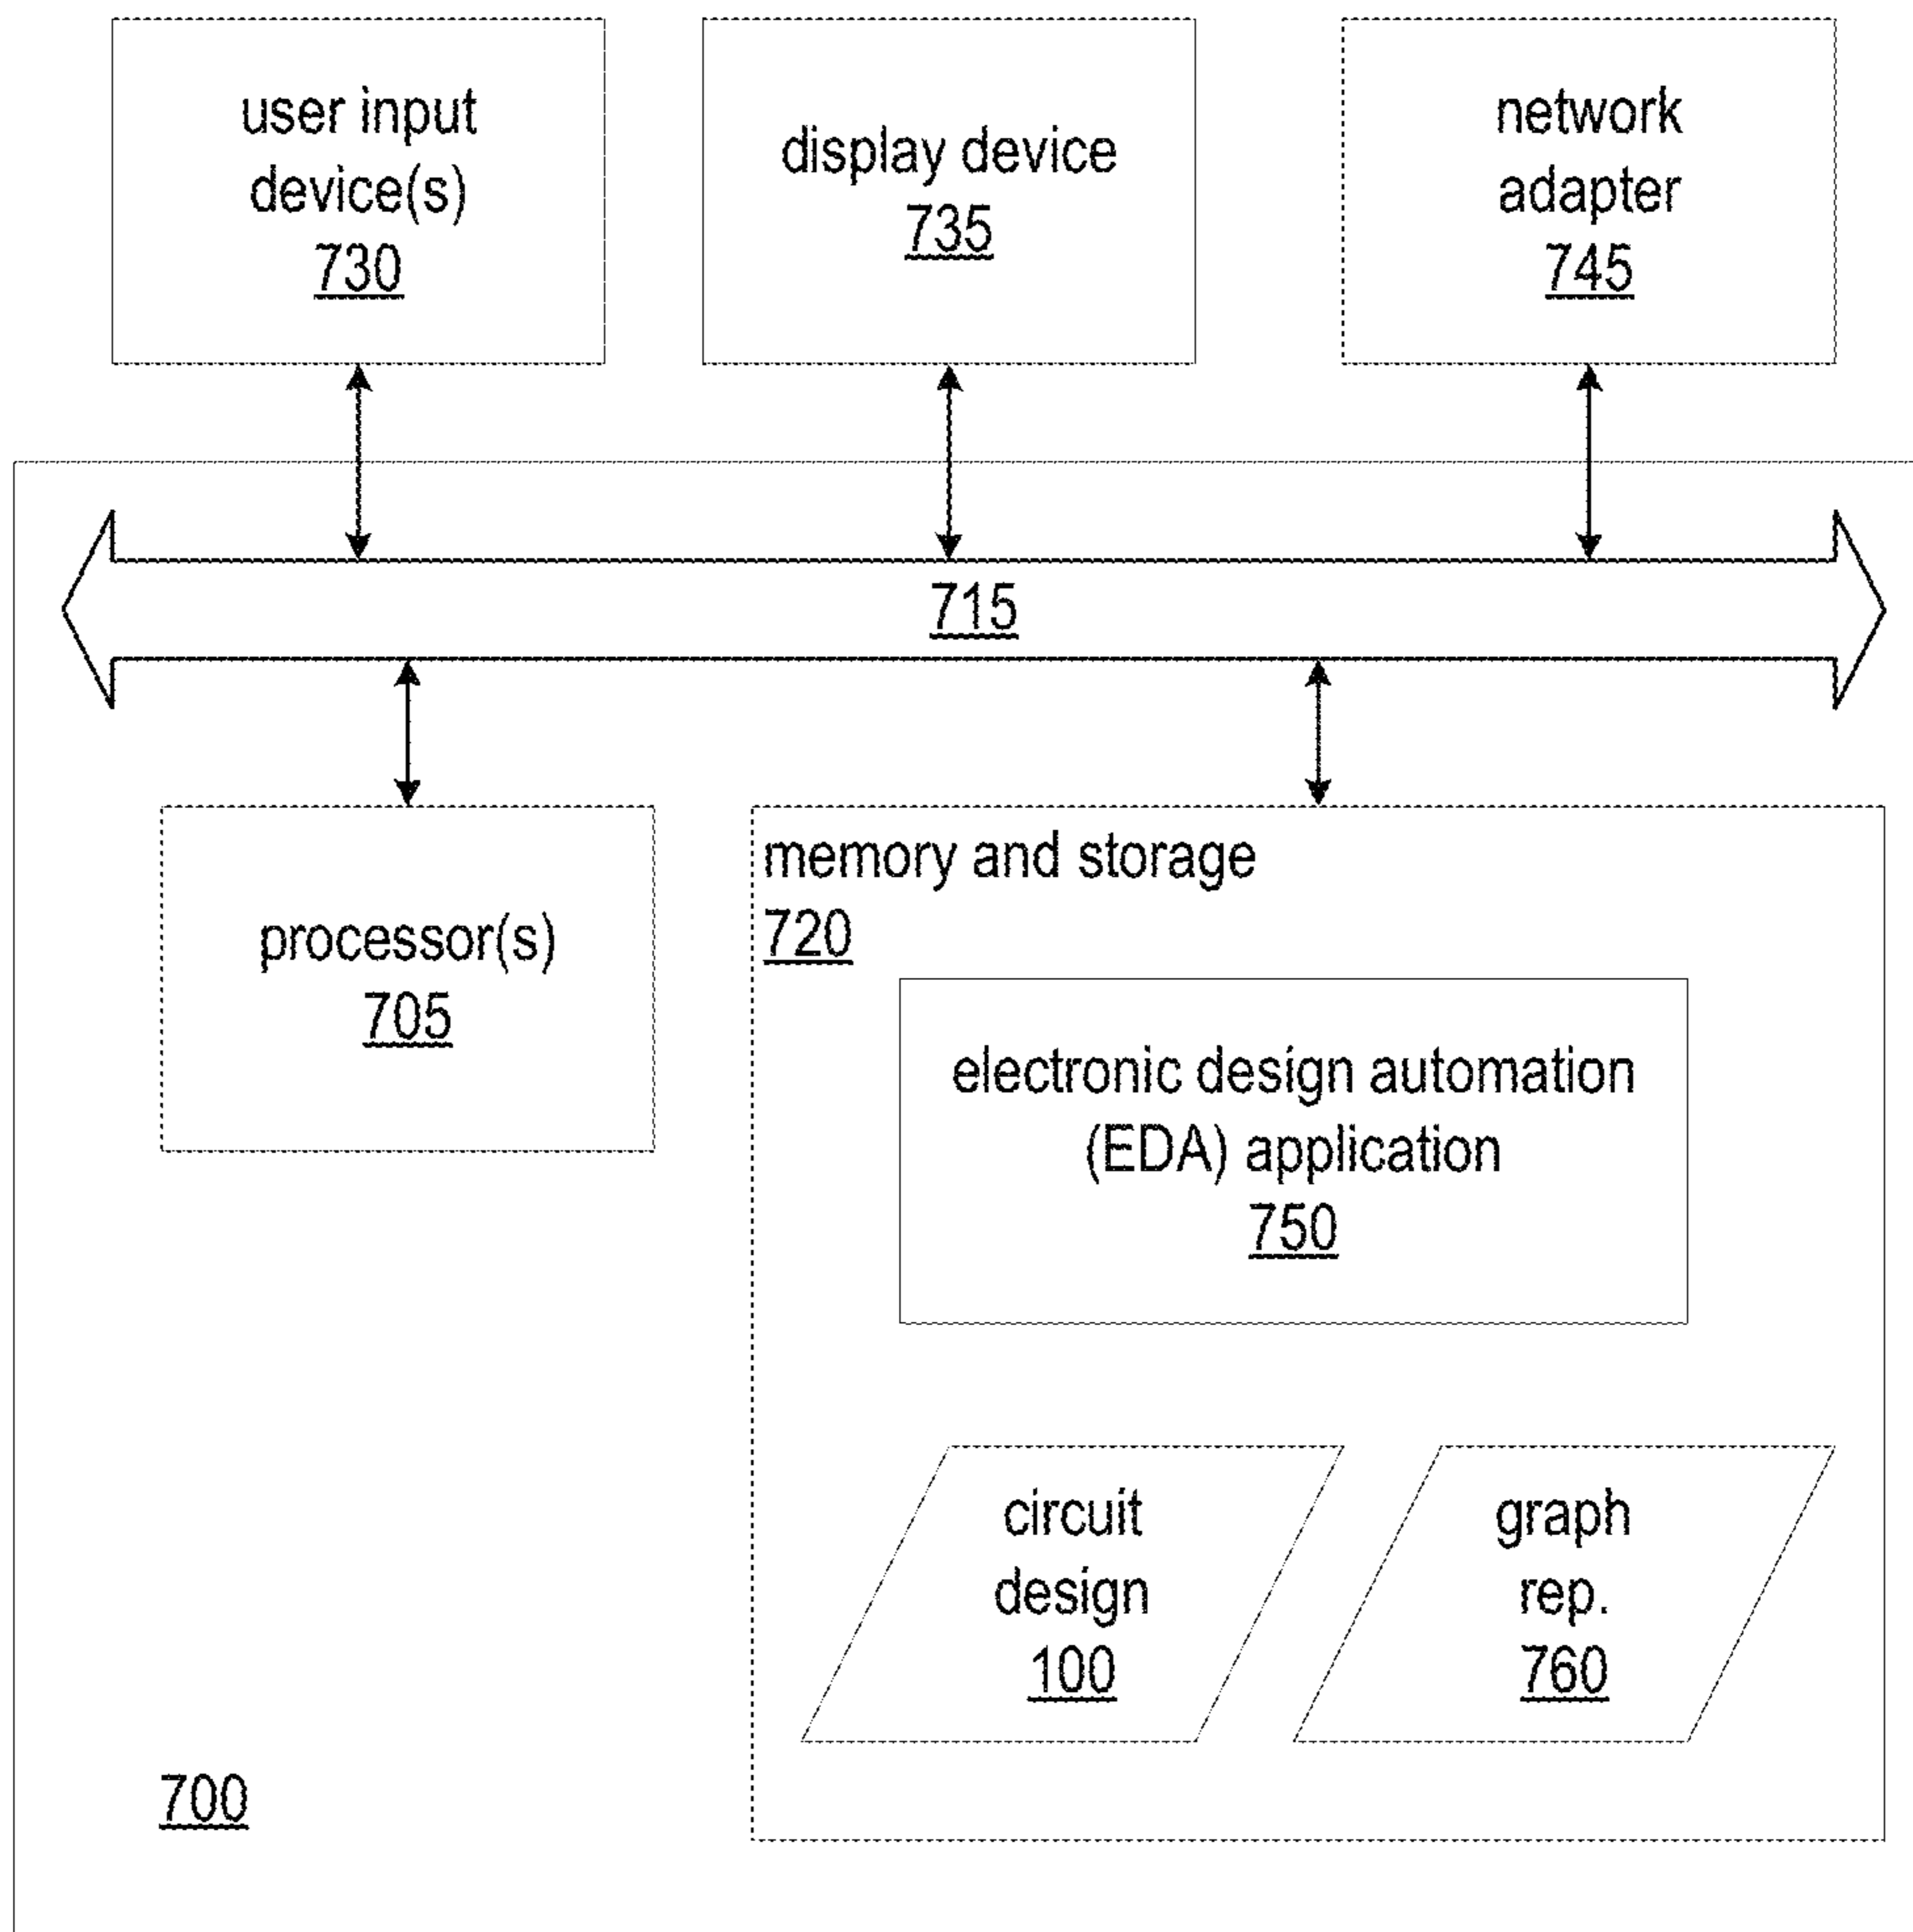 user input
device(s)
730
display device
735
network
adapter
745
715
processor(s)
705
memory and storage
720
electronic design automation
(EDA) application
750
circuit
design
100
graph
rep.
760
700